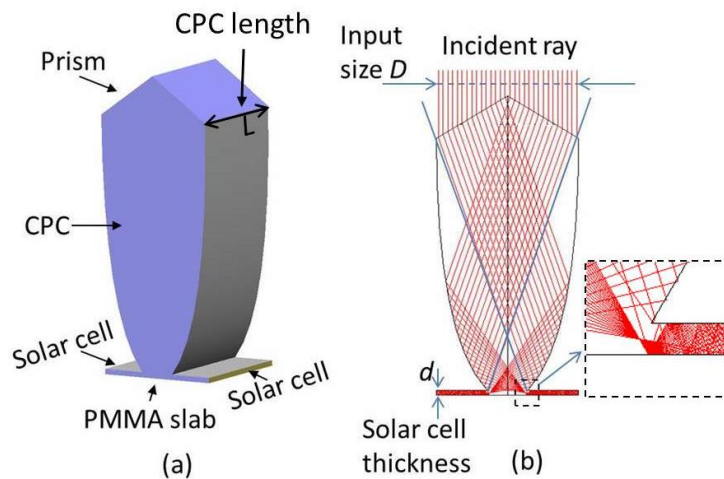 CPC length
Prism
L
CPC
Solar cell
Solar cell
PMMA slab
(a)
Input
size D
Incident ray
d
Solar cell
thickness
(b)